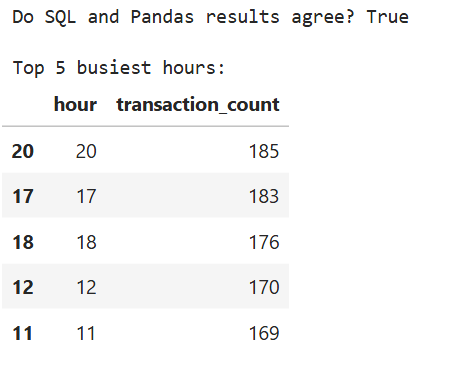 Do SQL and Pandas results agree? True
Top 5 busiest hours:
hour transaction_count
20 20 185
17 17 183
18 18 176
12 12 170
11 11 169